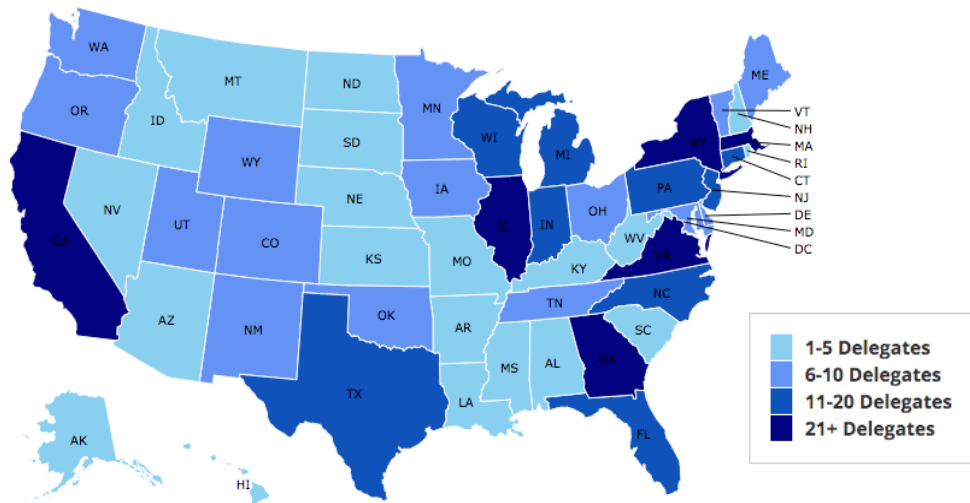 WA
MT
ND
MN
ME
OR
ID
SD
WI
MI
VT
NH
NY
MA
RI
CT
WY
NE
IA
PA
NJ
NV
UT
CO
IL
IN
OH
DE
MD
DC
CA
KS
MO
WV
VA
KY
AZ
NM
OK
TN
NC
AR
SC
MS
AL
GA
TX
LA
FL
AK
HI
1-5 Delegates
6-10 Delegates
11-20 Delegates
21+ Delegates